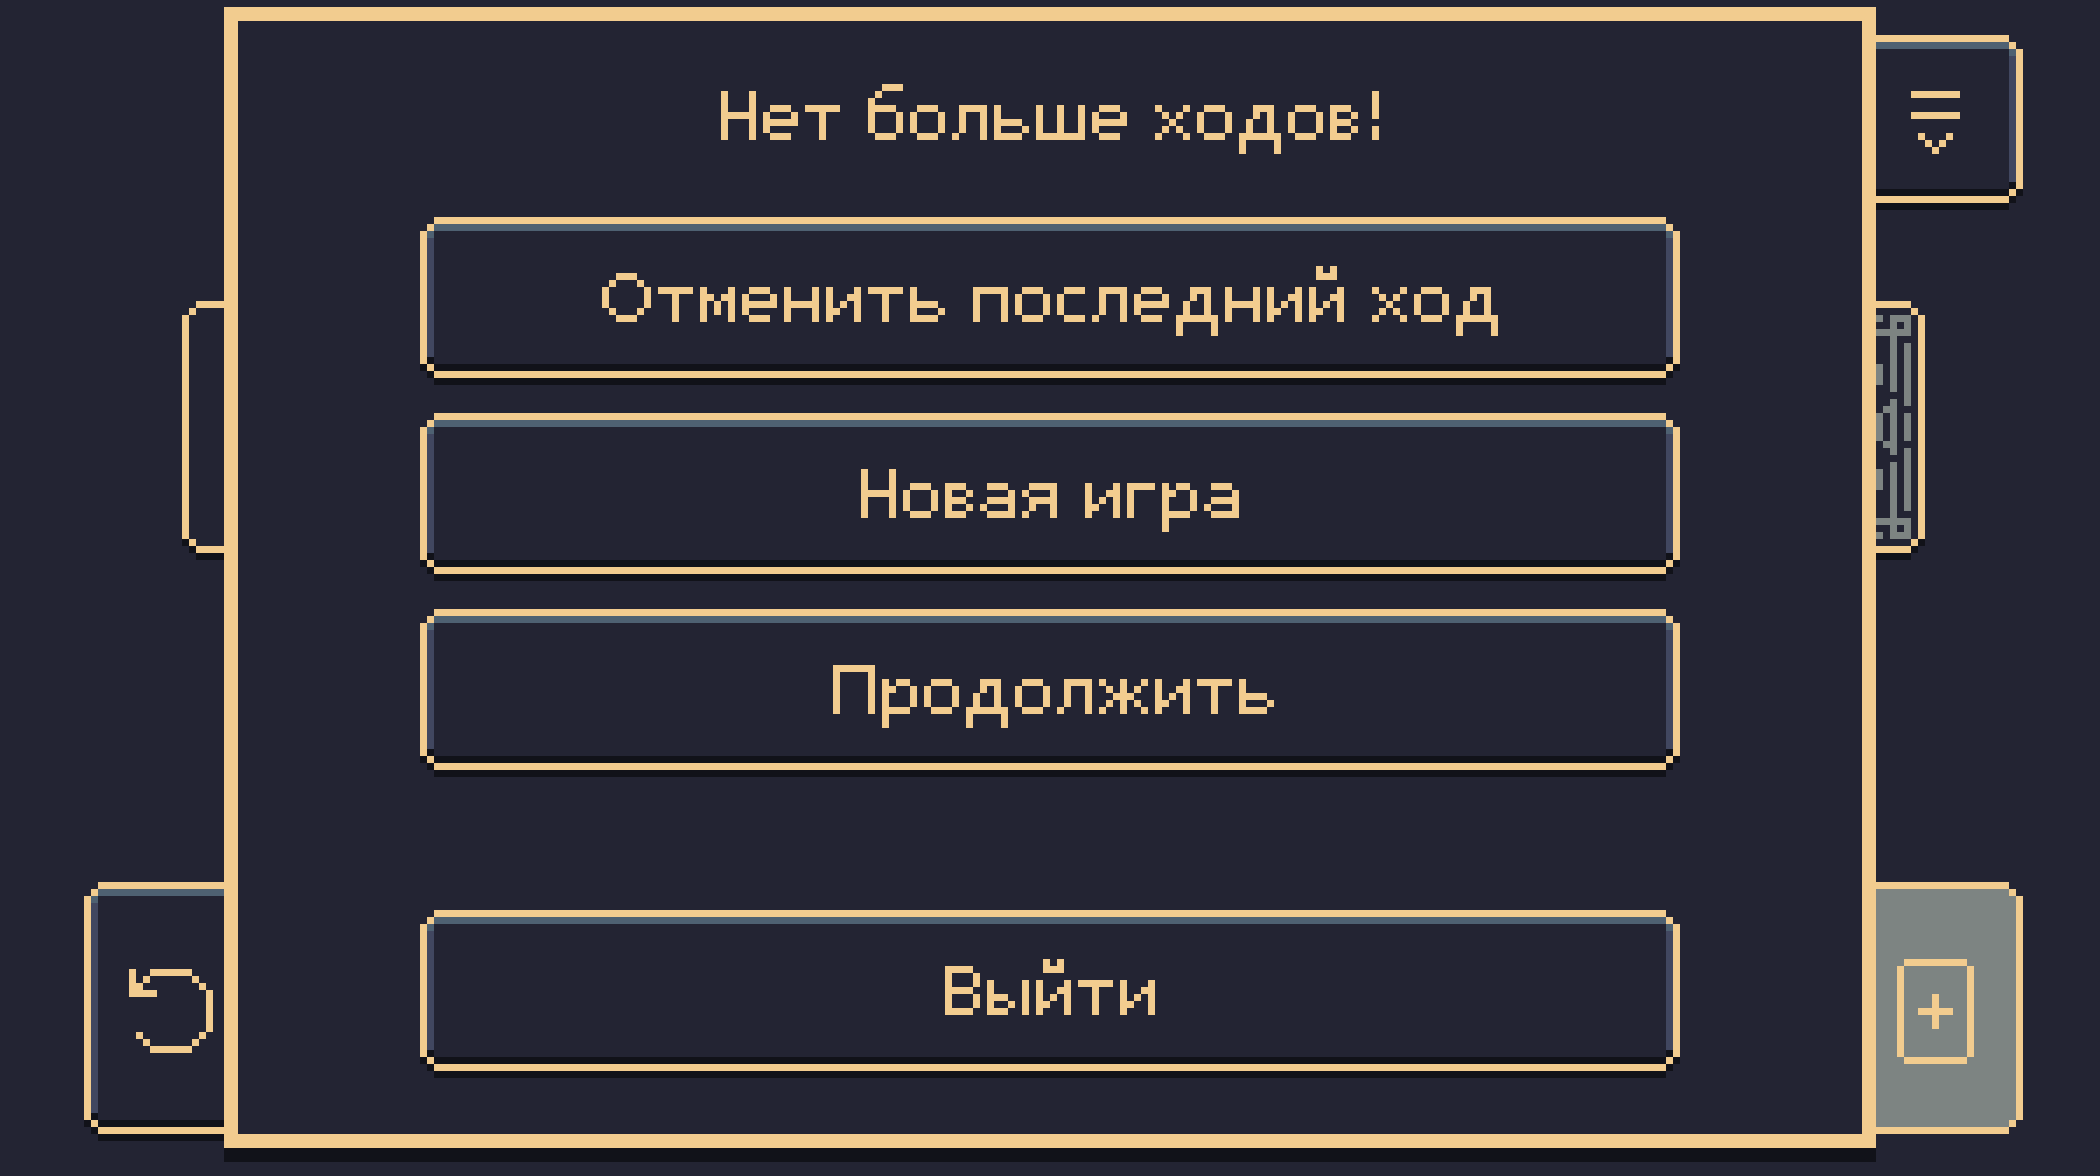 Нет больше ходов!
Отменить последний ход
Новая игра
Продолжить
Выйти